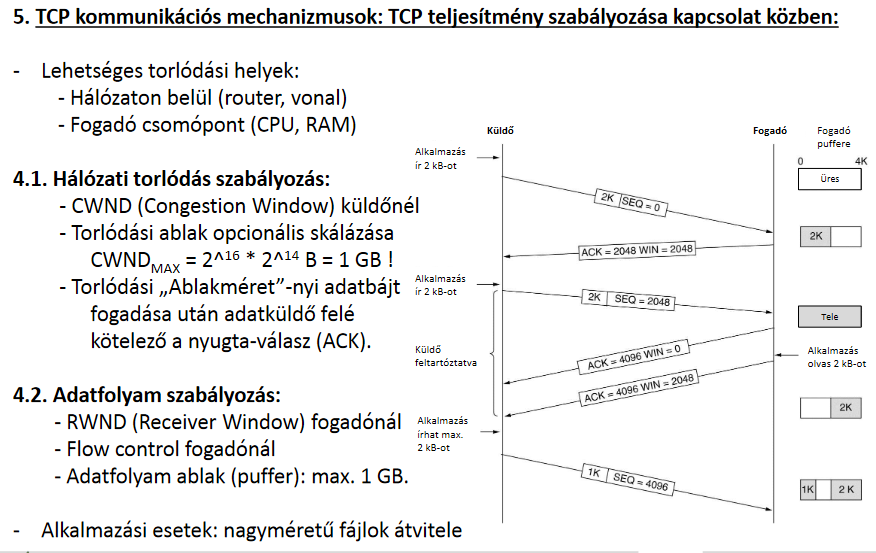 5. TCP kommunikációs mechanizmusok: TCP teljesítmény szabályozása kapcsolat közben:
- Lehetséges torlódási helyek:
- Hálózaton belül (router, vonal)
- Fogadó csomópont (CPU, RAM)
4.1. Hálózati torlódás szabályozás:
- CWND (Congestion Window) küldőnél
- Torlódási ablak opcionális skálázása
CWNDMAX = 2^16 * 2^14 B = 1 GB !
- Torlódási „Ablakméret”-nyi adatbájt
fogadása után adatküldő felé
kötelező a nyugta-válasz (ACK).
4.2. Adatfolyam szabályozás:
- RWND (Receiver Window) fogadónál
- Flow control fogadónál
- Adatfolyam ablak (puffer): max. 1 GB.
- Alkalmazási esetek: nagyméretű fájlok átvitele
Küldő
Fogadó
Fogadó
puffere
0
4K
Alkalmazás
ír 2 kB-ot
Üres
2K SEQ = 0
2K
ACK = 2048 WIN = 2048
Alkalmazás
ír 2 kB-ot
2K SEQ = 2048
Tele
Küldő
feltartóztatva
ACK = 4096 WIN = 0
Alkalmazás
olvas 2 kB-ot
ACK = 4096 WIN = 2048
2K
Alkalmazás
írhat max.
2 kB-ot
1K SEQ = 4096
1K
2 K